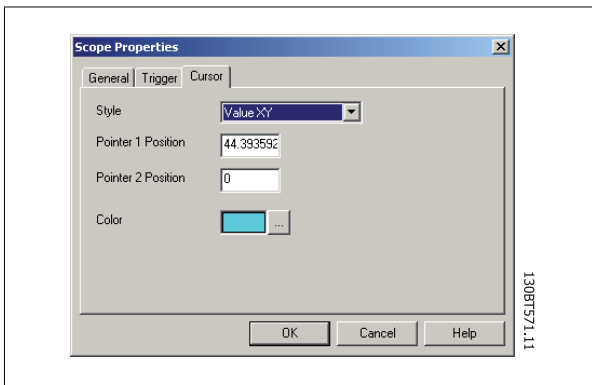 Scope Properties
General Trigger Cursor
Style Value XY
Pointer 1 Position 44.393592
Pointer 2 Position 0
Color ...
OK Cancel Help
130BT571.11